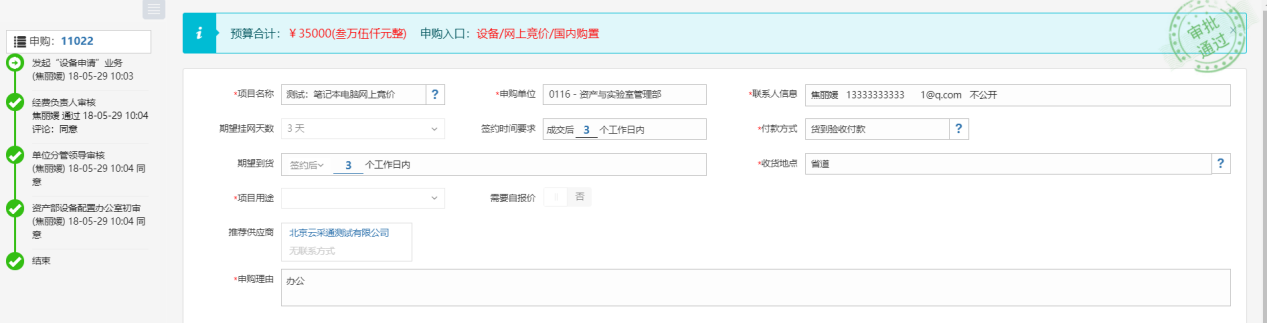 申购：11022
发起“设备申请”业务
(焦丽媛) 18-05-29 10:03
经费负责人审核
焦丽媛 通过 18-05-29 10:04
评论：同意
单位分管领导审核
(焦丽媛) 18-05-29 10:04 同
意
资产部设备配置办公室初审
(焦丽媛) 18-05-29 10:04 同
意
结束
i 预算合计：￥35000(叁万伍仟元整) 申购入口：设备/网上竞价/国内购置
审批
通过
*项目名称 测试：笔记本电脑网上竞价 ? *申购单位 0116 - 资产与实验室管理部 *联系人信息 焦丽媛 13333333333 1@q.com 不公开
期望挂网天数 3 天 签约时间要求 成交后 3 个工作日内 *付款方式 货到验收付款 ?
期望到货 签约后 3 个工作日内 *收货地点 ?
*项目用途 需要自报价 否
推荐供应商 北京云采通测试有限公司
无联系方式
*申购理由 办公